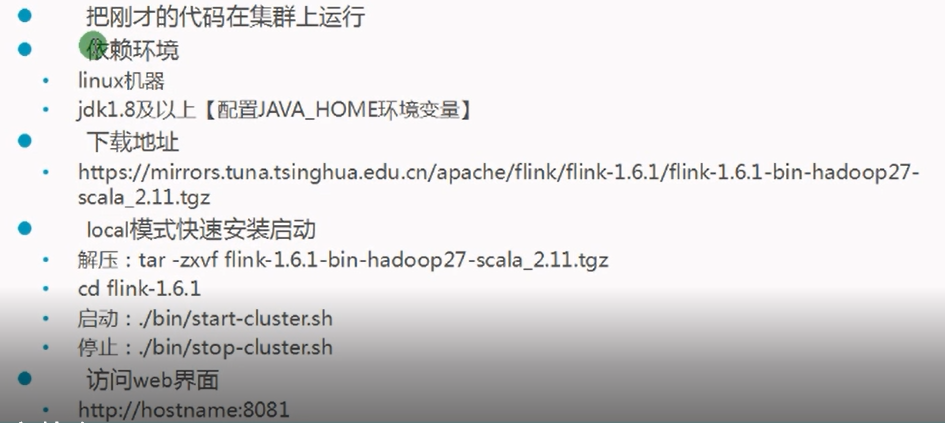 把刚才的代码在集群上运行
依赖环境
linux机器
jdk1.8及以上【配置JAVA_HOME环境变量】
下载地址
https://mirrors.tuna.tsinghua.edu.cn/apache/flink/flink-1.6.1/flink-1.6.1-bin-hadoop27-
scala_2.11.tgz
local模式快速安装启动
解压：tar -zxvf flink-1.6.1-bin-hadoop27-scala_2.11.tgz
cd flink-1.6.1
启动：./bin/start-cluster.sh
停止：./bin/stop-cluster.sh
访问web界面
http://hostname:8081